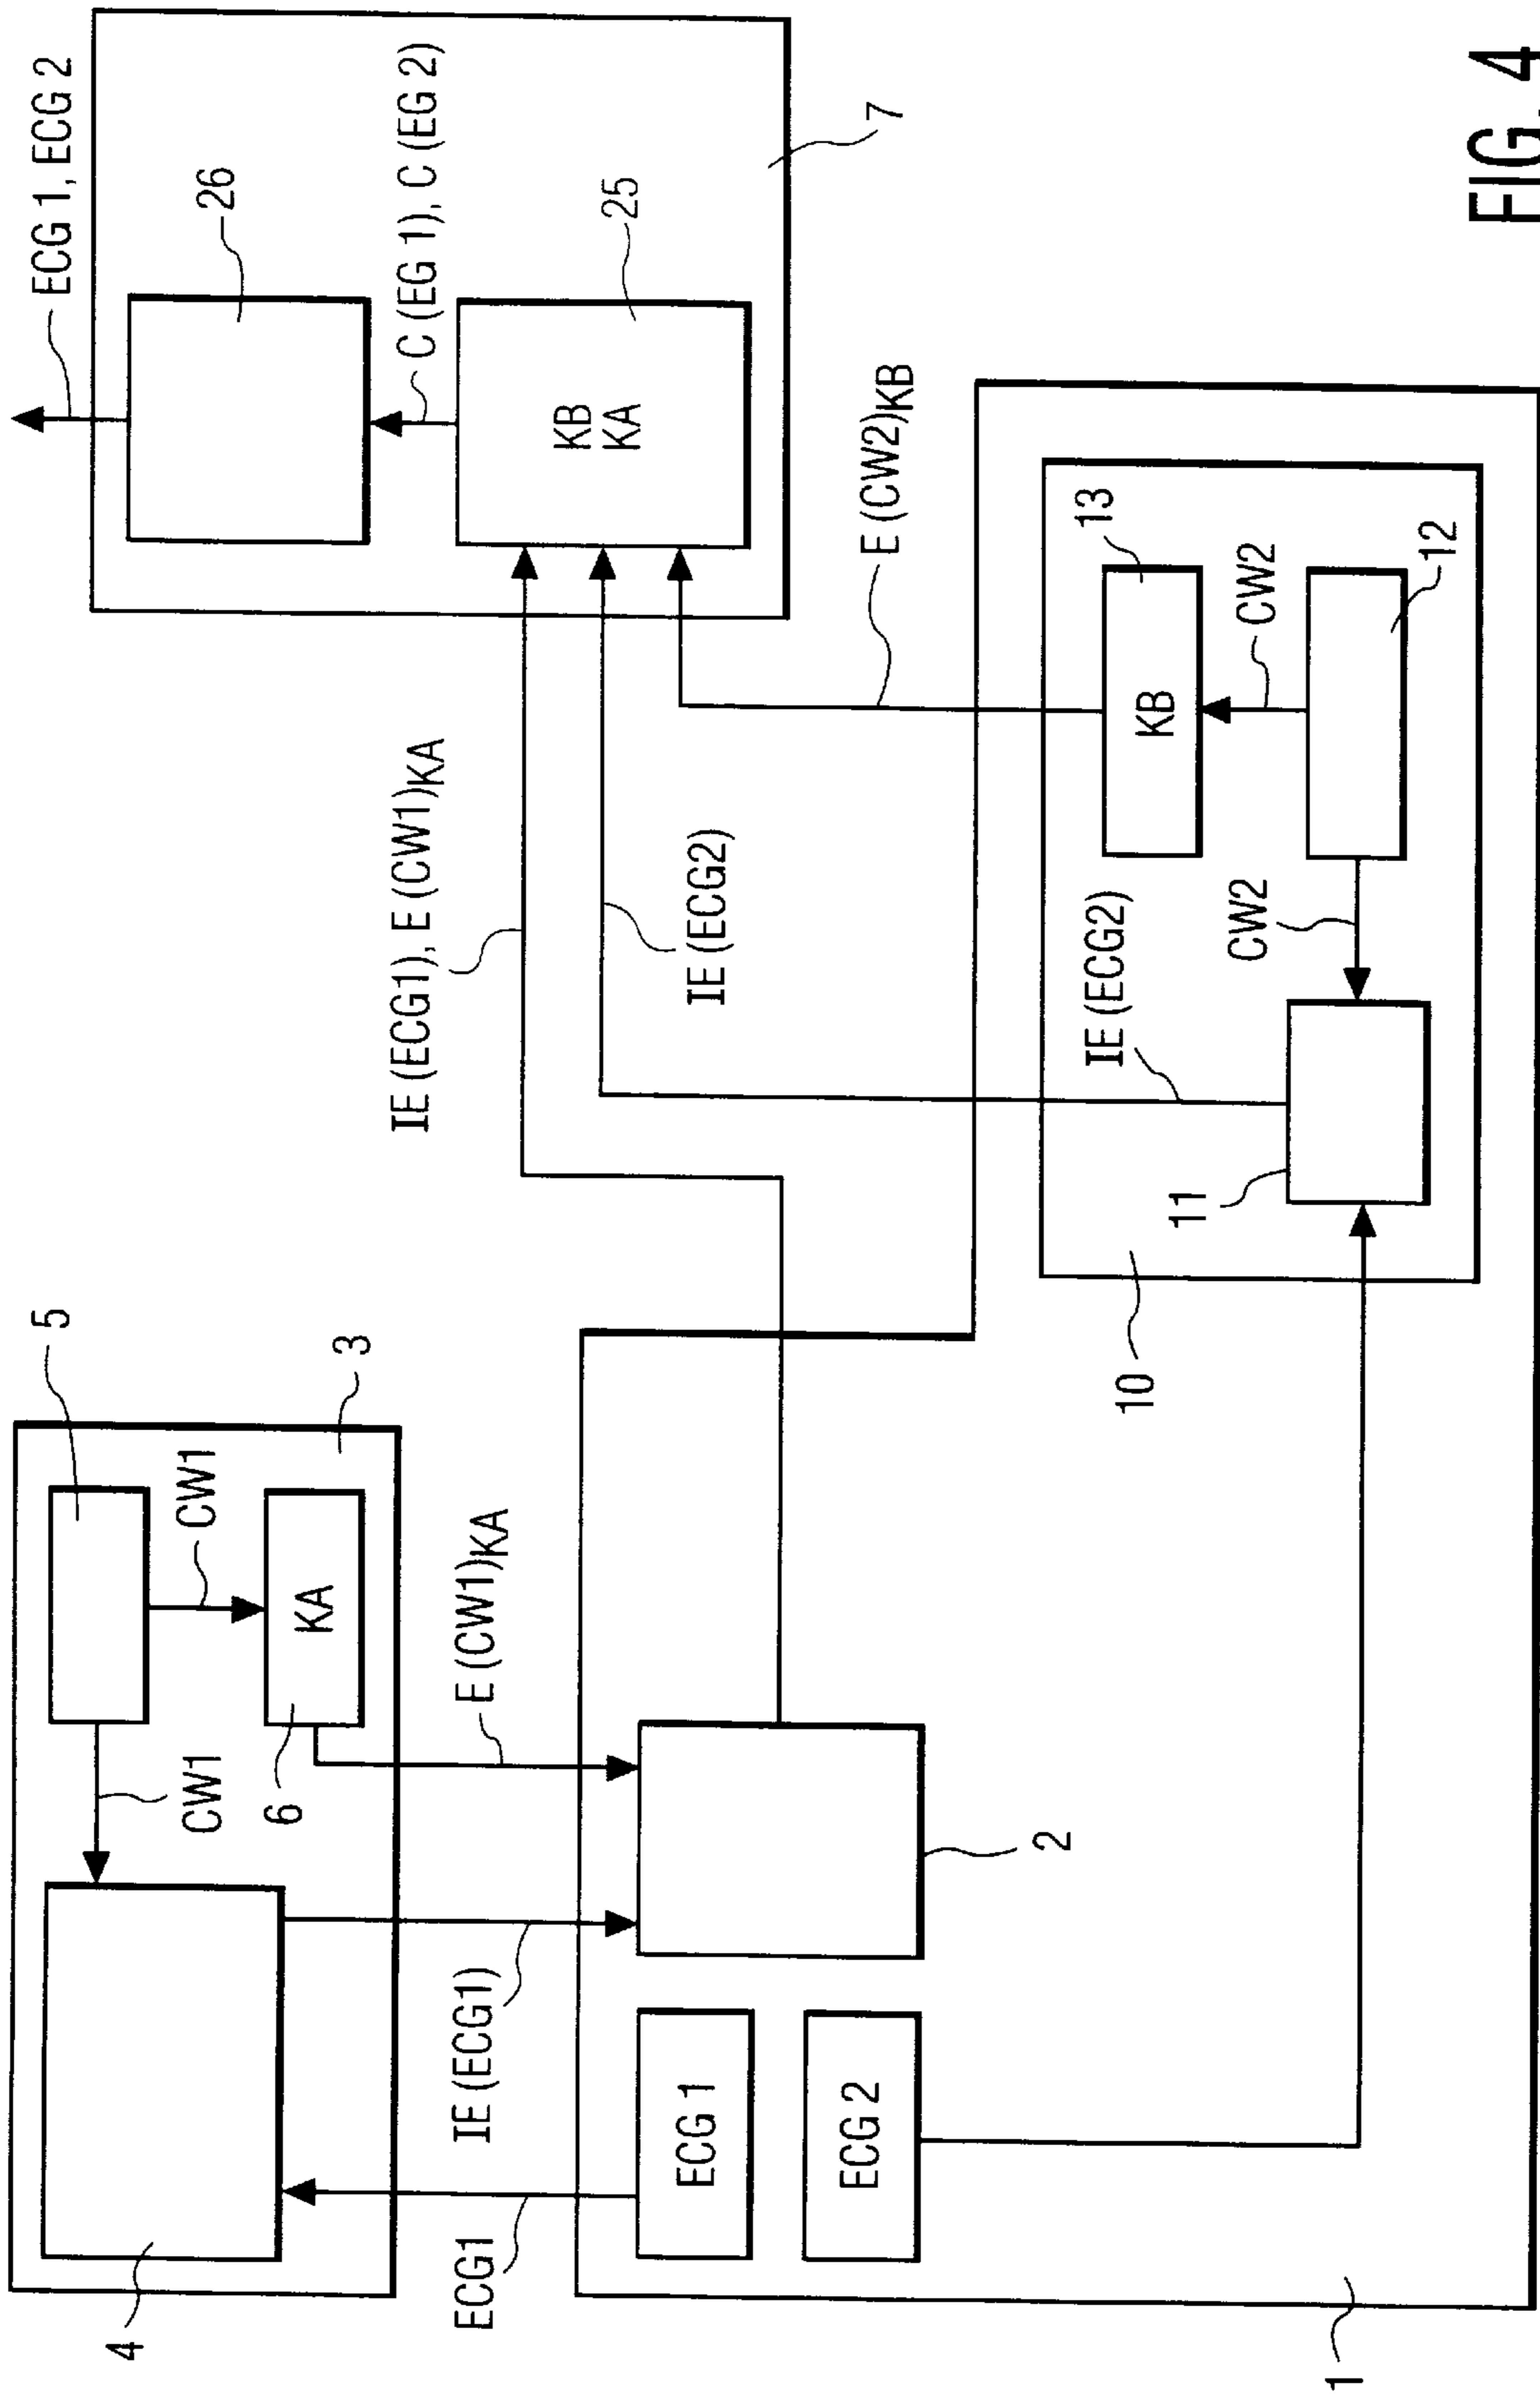 5
CW1
CW1
KA
6
3
4
ECG1
IE (ECG1)
E (CW1)KA
ECG 1
ECG 2
2
1
IE (ECG1), E (CW1)KA
IE (ECG2)
E (CW2)KB
ECG 1, ECG 2
26
C (EG 1), C (EG 2)
25
KB
KA
7
10
11
IE (ECG2)
CW2
13
KB
CW2
12
FIG. 4